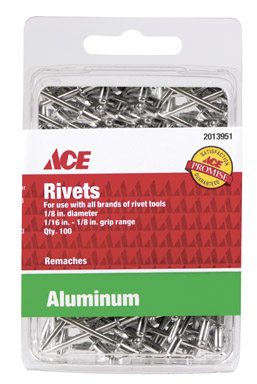 2013951
ACE
SATISFACTION
ACE
PROMISE
GUARANTEED
Rivets
For use with all brands of rivet tools
1/8 in. diameter
1/16 in. - 1/8 in. grip range
Qty. 100
Remaches
Aluminum